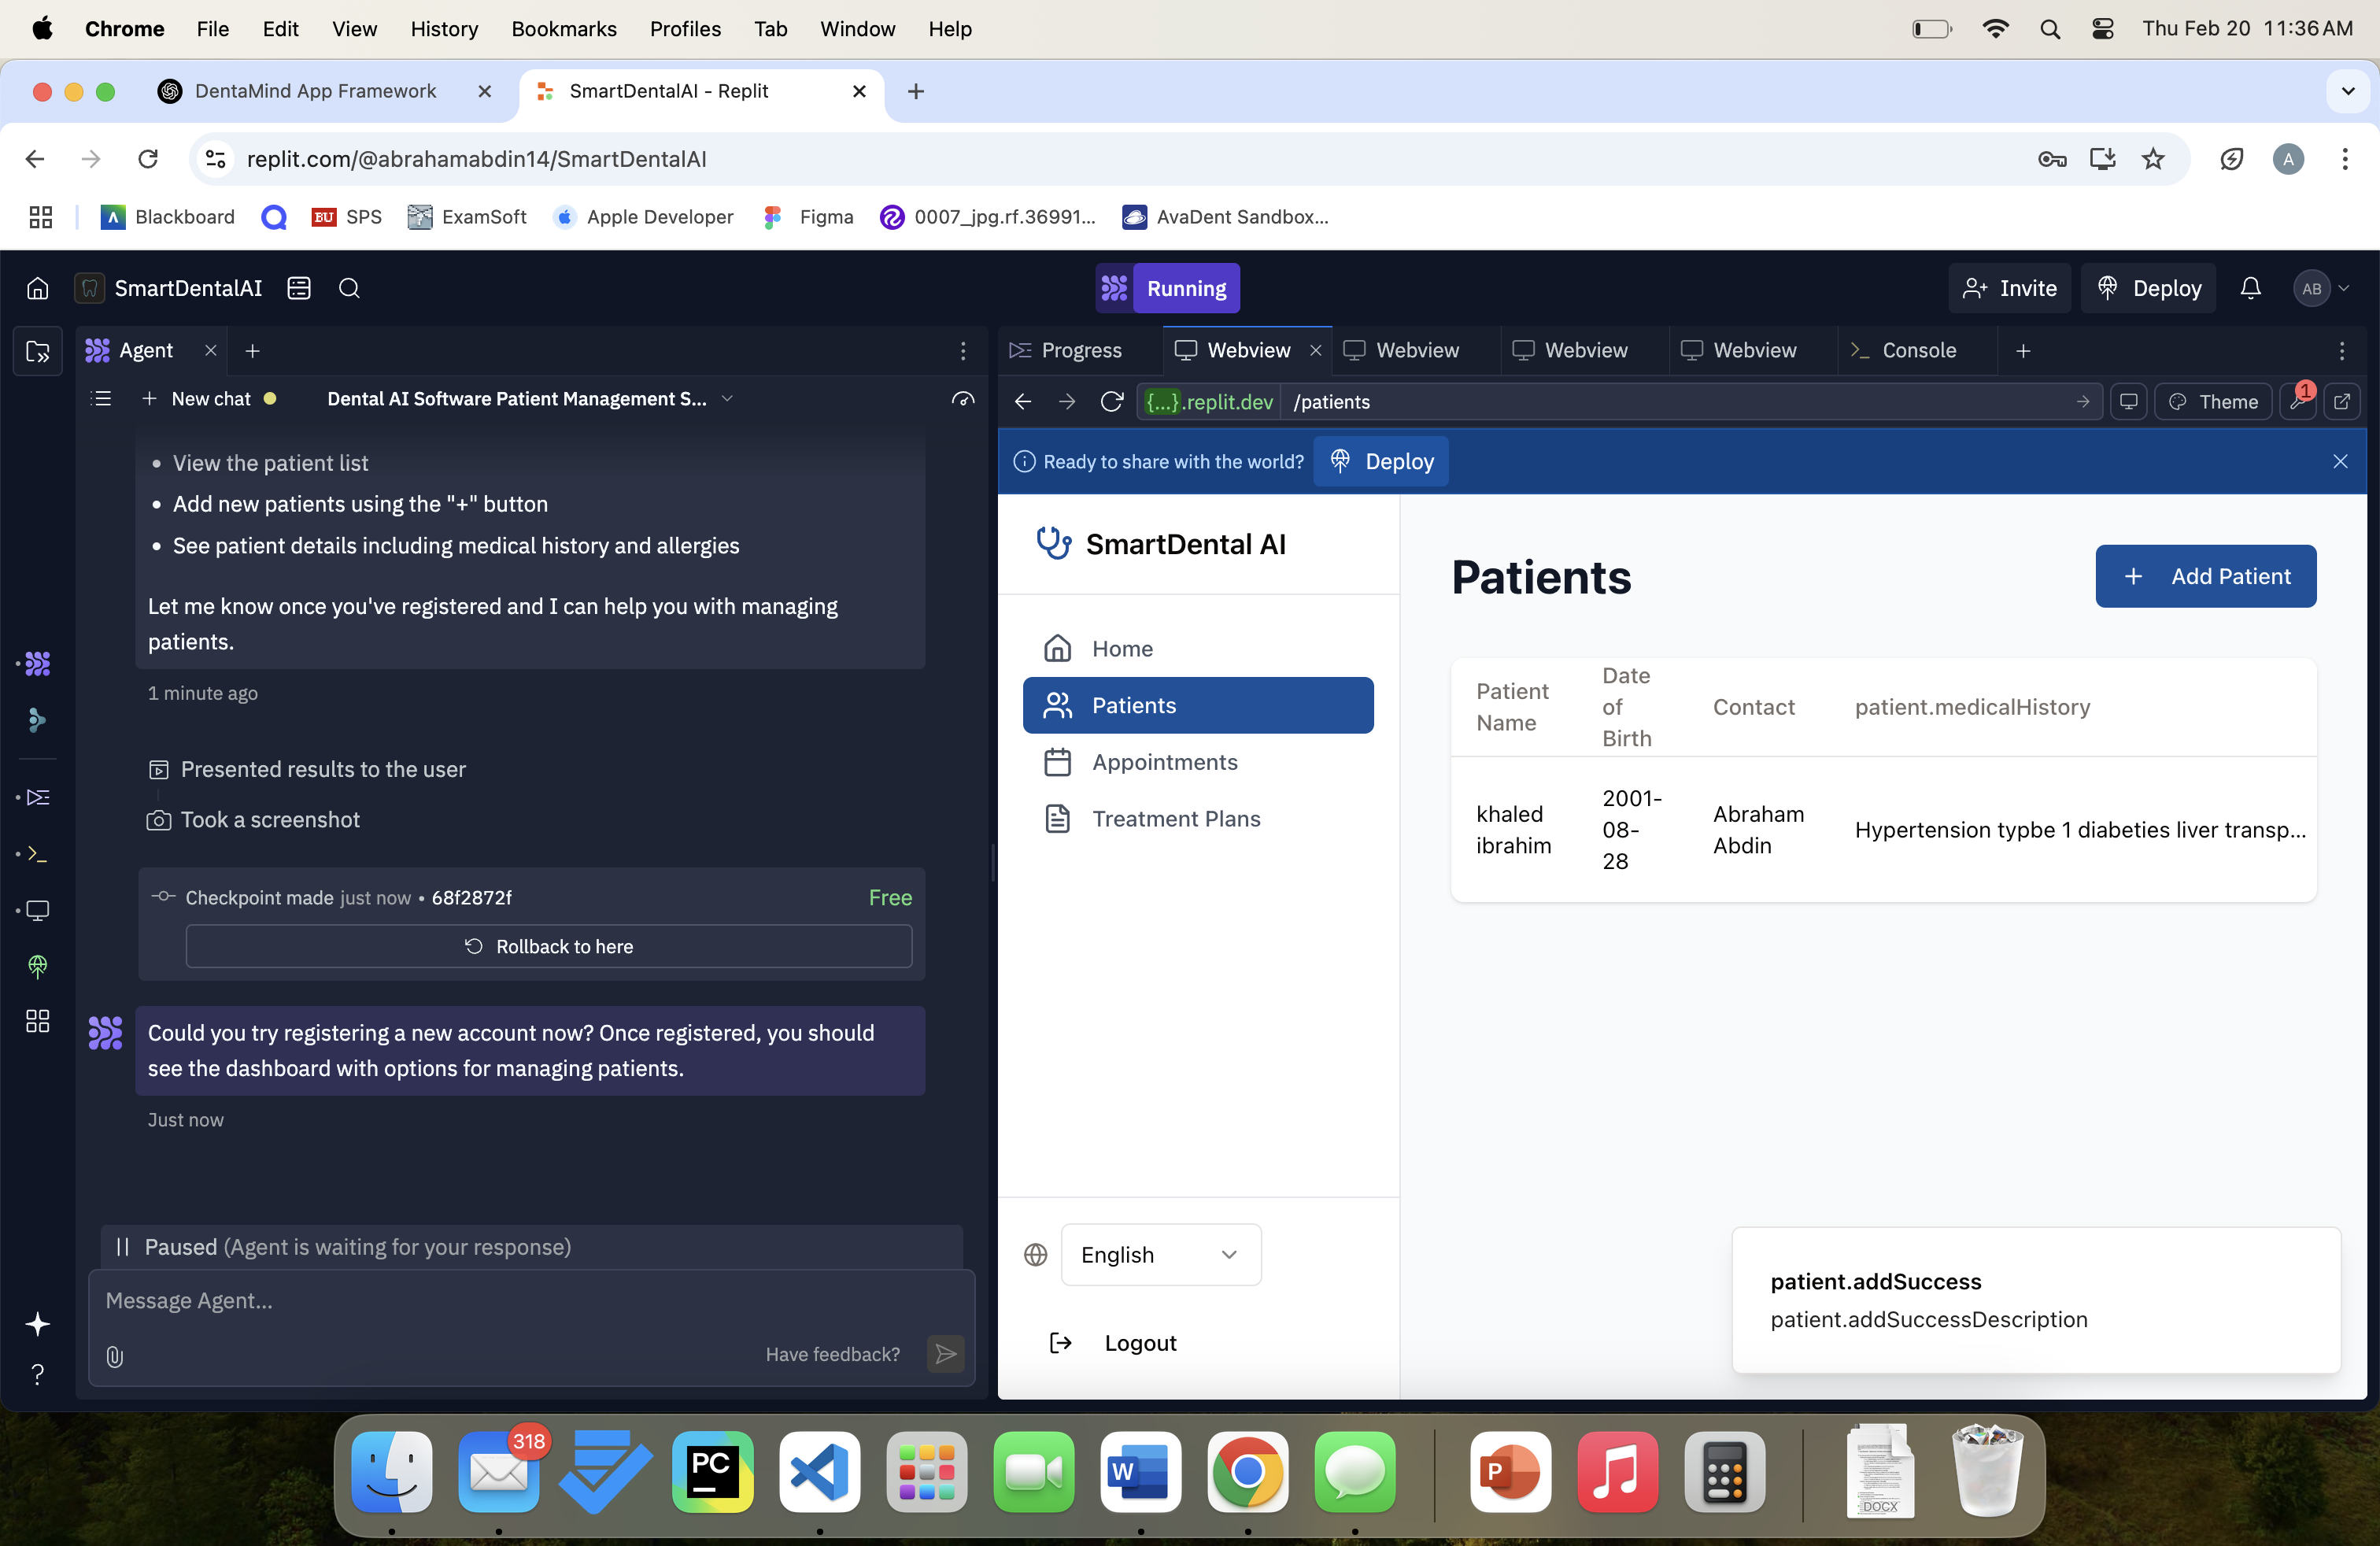 Chrome File Edit View History Bookmarks Profiles Tab Window Help Thu Feb 20 11:36 AM
DentaMind App Framework SmartDentalAI - Replit
replit.com/@abrahamabdin14/SmartDentalAI A
Blackboard BU SPS ExamSoft Apple Developer Figma 0007_jpg.rf.36991... AvaDent Sandbox...
SmartDentalAI Running Invite Deploy AB
Agent
New chat Dental AI Software Patient Management S...
• View the patient list
• Add new patients using the "+" button
• See patient details including medical history and allergies
Let me know once you've registered and I can help you with managing
patients.
1 minute ago
Presented results to the user
Took a screenshot
Checkpoint made just now • 68f2872f Free
Rollback to here
Could you try registering a new account now? Once registered, you should
see the dashboard with options for managing patients.
Just now
Paused (Agent is waiting for your response)
Message Agent...
Have feedback?
Progress Webview Webview Webview Webview Console
{...}.replit.dev /patients Theme 1
Ready to share with the world? Deploy
SmartDental AI
Home
Patients
Appointments
Treatment Plans
English
Logout
Patients
+ Add Patient
Patient
Name
Date
of
Birth
Contact
patient.medicalHistory
khaled
ibrahim
2001-
08-
28
Abraham
Abdin
Hypertension typbe 1 diabeties liver transp...
patient.addSuccess
patient.addSuccessDescription
318
PC
W
P
DOCX